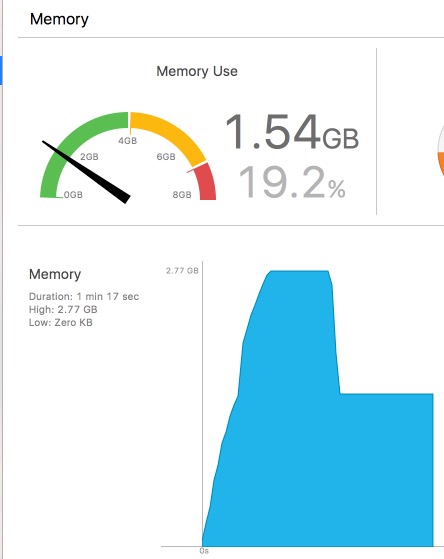 Memory
Memory Use
4GB
2GB
6GB
0GB
8GB
1.54GB
19.2%
Memory
Duration: 1 min 17 sec
High: 2.77 GB
Low: Zero KB
2.77 GB
0s